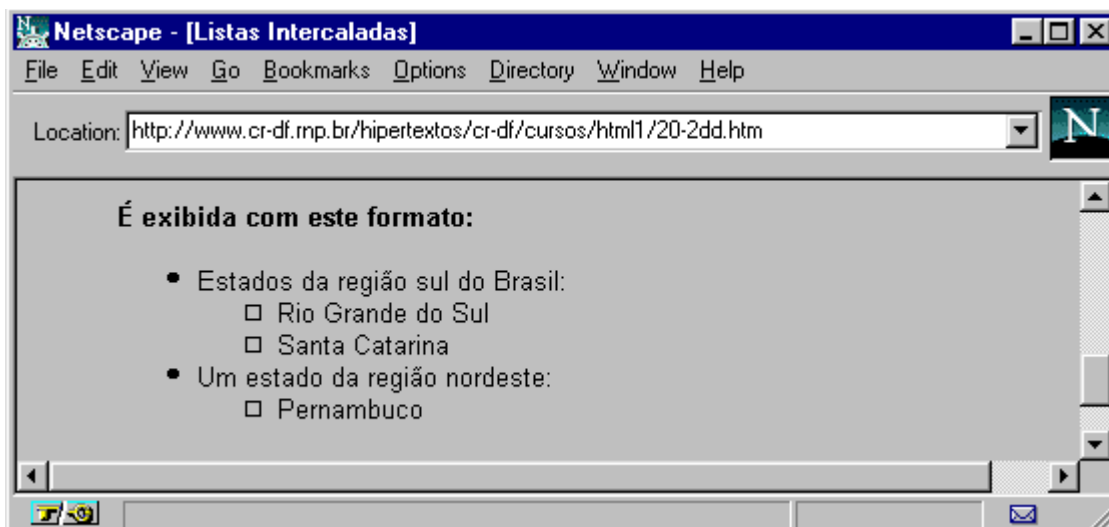 Netscape - [Listas Intercaladas]
File Edit View Go Bookmarks Options Directory Window Help
Location: http://www.cr-df.rnp.br/hipertextos/cr-df/cursos/html1/20-2dd.htm
N
É exibida com este formato:
Estados da região sul do Brasil:
Rio Grande do Sul
Santa Catarina
Um estado da região nordeste:
Pernambuco